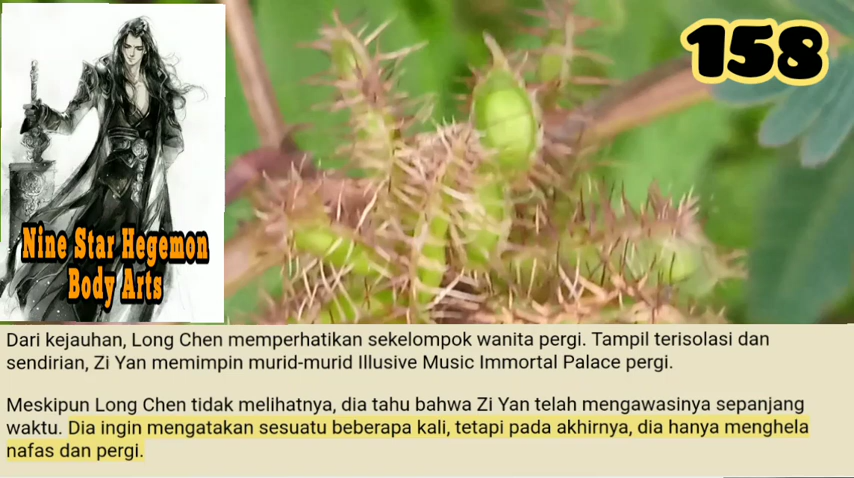 158
Nine Star Hegemon
Body Arts
Dari kejauhan, Long Chen memperhatikan sekelompok wanita pergi. Tampil terisolasi dan
sendirian, Zi Yan memimpin murid-murid Illusive Music Immortal Palace pergi.
Meskipun Long Chen tidak melihatnya, dia tahu bahwa Zi Yan telah mengawasinya sepanjang
waktu. Dia ingin mengatakan sesuatu beberapa kali, tetapi pada akhirnya, dia hanya menghela
nafas dan pergi.